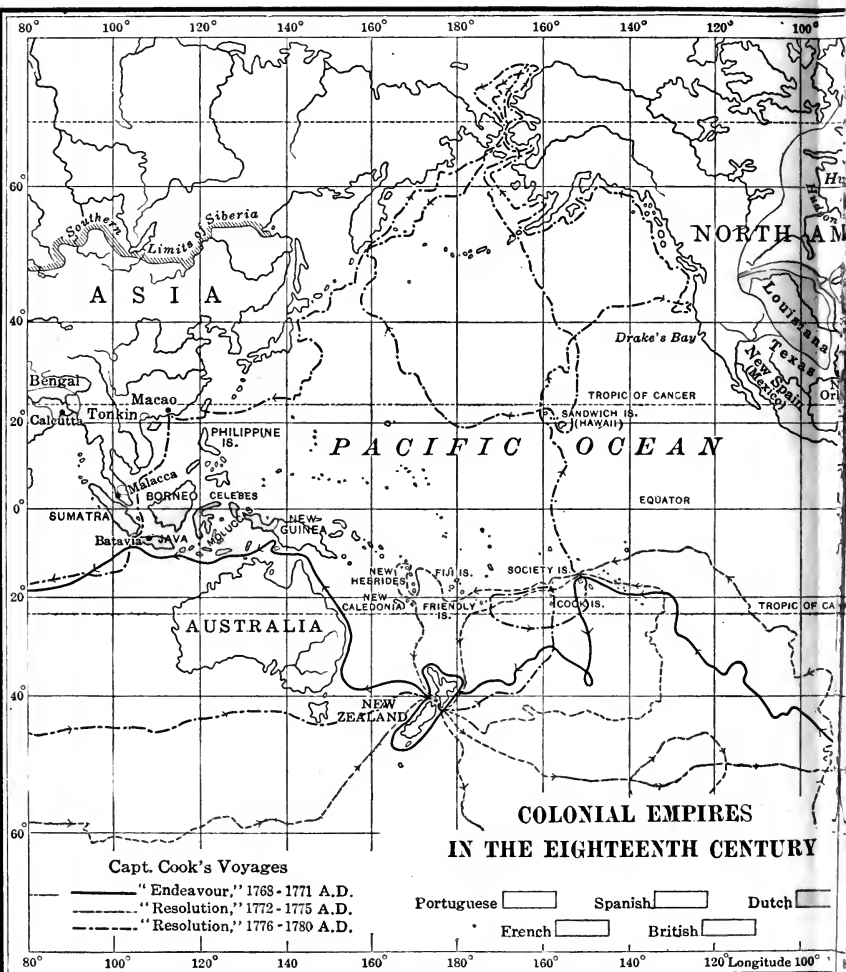 80° 100° 120° 140° 160° 180° 160° 140° 120° 100°
60°
Southern Limits of Siberia
NORTH AM
Hudson
Hu
ASIA
Louisiana
40°
Drake's Bay
Texas
New Spain
(Mexico)
Bengal
Macao
TROPIC OF CANCER
N
Orl
Calcutta
Tonkin
20°
SANDWICH IS.
(HAWAII)
PHILIPPINE
IS.
PACIFIC OCEAN
Malacca
BORNEO
CELEBES
EQUATOR
0°
SUMATRA
MOLUCCAS
NEW
GUINEA
Batavia
JAVA
NEW
HEBRIDES
FIJI IS.
SOCIETY IS.
20
NEW
CALEDONIA
FRIENDLY
IS.
COOK IS.
TROPIC OF CA
AUSTRALIA
40°
NEW
ZEALAND
60°
COLONIAL EMPIRES
IN THE EIGHTEENTH CENTURY
Capt. Cook's Voyages
"Endeavour," 1768-1771 A.D.
"Resolution," 1772-1775 A.D.
"Resolution," 1776-1780 A.D.
Portuguese Spanish Dutch
French British
80° 100° 120° 140° 160° 180° 160° 140° 120 Longitude 100°